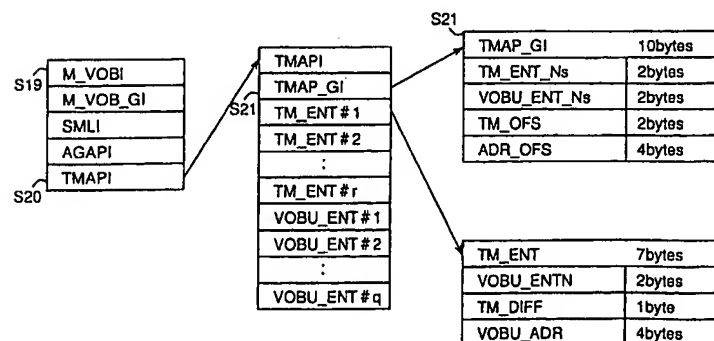 S19
M_VOBI
M_VOB_GI
SMLI
AGAPI
S20
TMAPI
TMAPI
S21
TMAP_GI
TM_ENT#1
TM_ENT#2
:
TM_ENT#r
VOBU_ENT#1
VOBU_ENT#2
:
VOBU_ENT#q
S21
TMAP_GI 10bytes
TM_ENT_Ns 2bytes
VOBU_ENT_Ns 2bytes
TM_OFS 2bytes
ADR_OFS 4bytes
TM_ENT 7bytes
VOBU_ENTN 2bytes
TM_DIFF 1byte
VOBU_ADR 4bytes